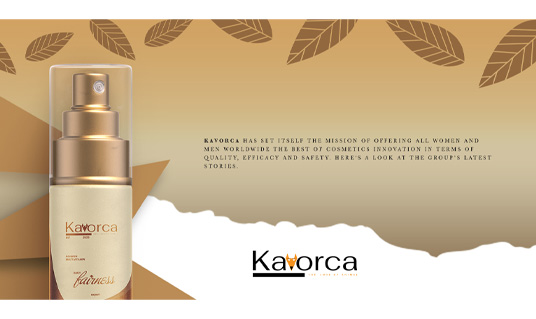 KAVORCA HAS SET ITSELF THE MISSION OF OFFERING ALL WOMEN AND
MEN WORLDWIDE THE BEST OF COSMETICS INNOVATION IN TERMS OF
QUALITY, EFFICACY AND SAFETY. HERE'S A LOOK AT THE GROUP'S LATEST
STORIES.
Kavorca
fairness
Kavorca